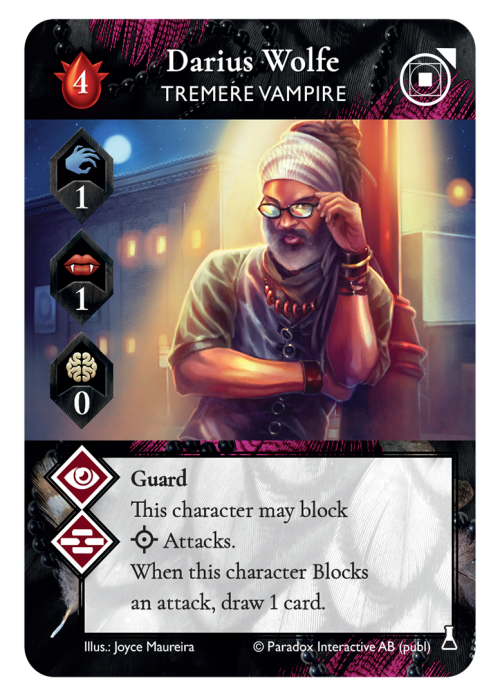 4
Darius Wolfe
TREMERE VAMPIRE
1
1
0
Guard
This character may block
Attacks.
When this character Blocks
an attack, draw 1 card.
Illus.: Joyce Maureira
© Paradox Interactive AB (publ)